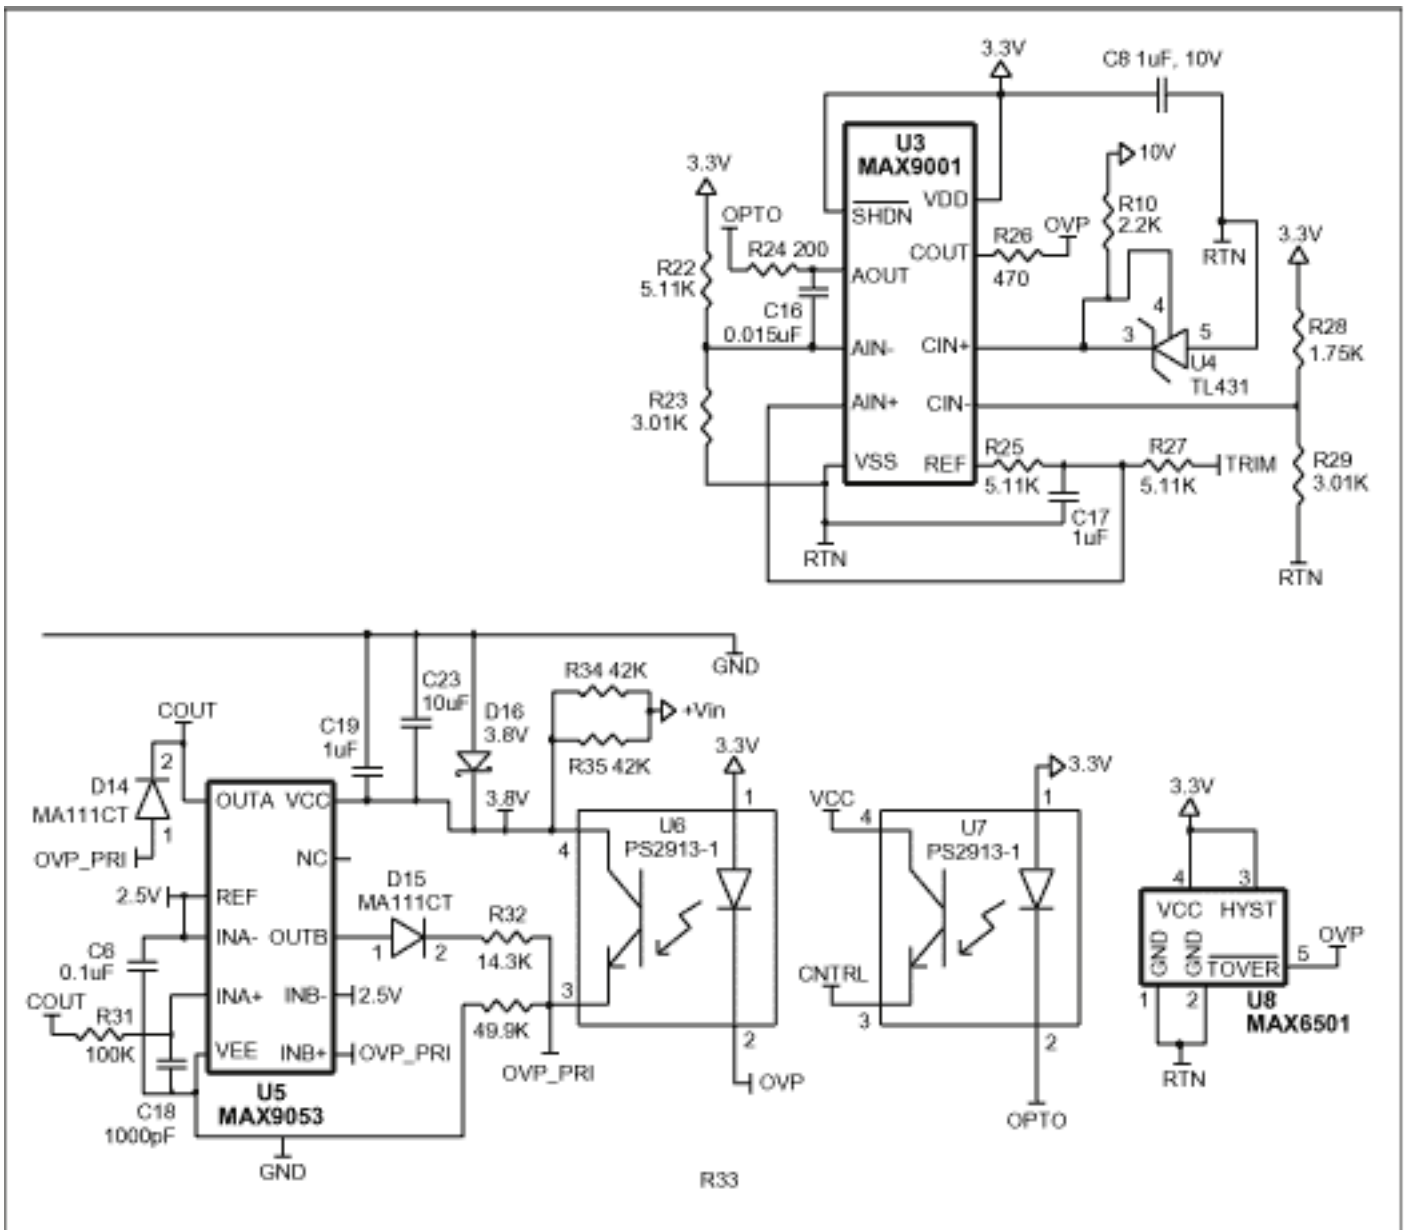 3.3V
C8 1uF, 10V
U3
MAX9001
3.3V
10V
VDD
SHDN
OPTO
R10
2.2K
R26
OVP
R24 200
COUT
470
RTN
3.3V
R22
5.11K
AOUT
C16
0.015uF
4
3
5
R28
1.75K
AIN-
CIN+
U4
TL431
R23
3.01K
AIN+
CIN-
VSS
REF
R25
5.11K
R27
5.11K
TRIM
R29
3.01K
C17
1uF
RTN
RTN
GND
R34 42K
C23
10uF
+Vin
COUT
D16
3.8V
C19
1uF
R35 42K
3.3V
3.3V
2
D14
MA111CT
1
OUTA
VCC
3.8V
1
VCC
4
1
3.3V
U6
PS2913-1
4
U7
PS2913-1
OVP_PRI
NC
D15
MA111CT
2.5V
REF
R32
14.3K
4
3
VCC
HYST
INA-
OUTB
1
2
C6
0.1uF
GND
GND
TOVER
5
OVP
COUT
INA+
INB-
2.5V
3
CNTRL
3
1
2
U8
MAX6501
R31
100K
49.9K
VEE
INB+
OVP_PRI
OVP_PRI
2
OVP
2
RTN
U5
MAX9053
C18
1000pF
OPTO
GND
R33